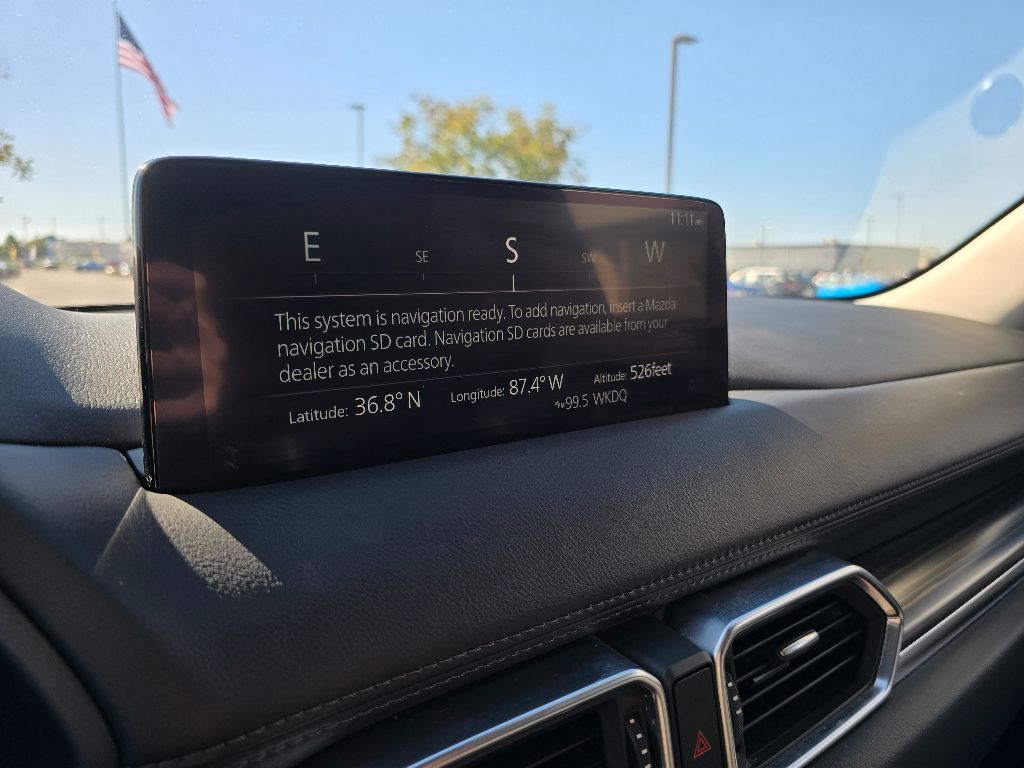 11:11AM
E SE S SW W
This system is navigation ready. To add navigation, insert a Mazda
navigation SD card. Navigation SD cards are available from your
dealer as an accessory.
Latitude: 36.8° N Longitude: 87.4° W Altitude: 526feet
FM 99.5 WKDQ